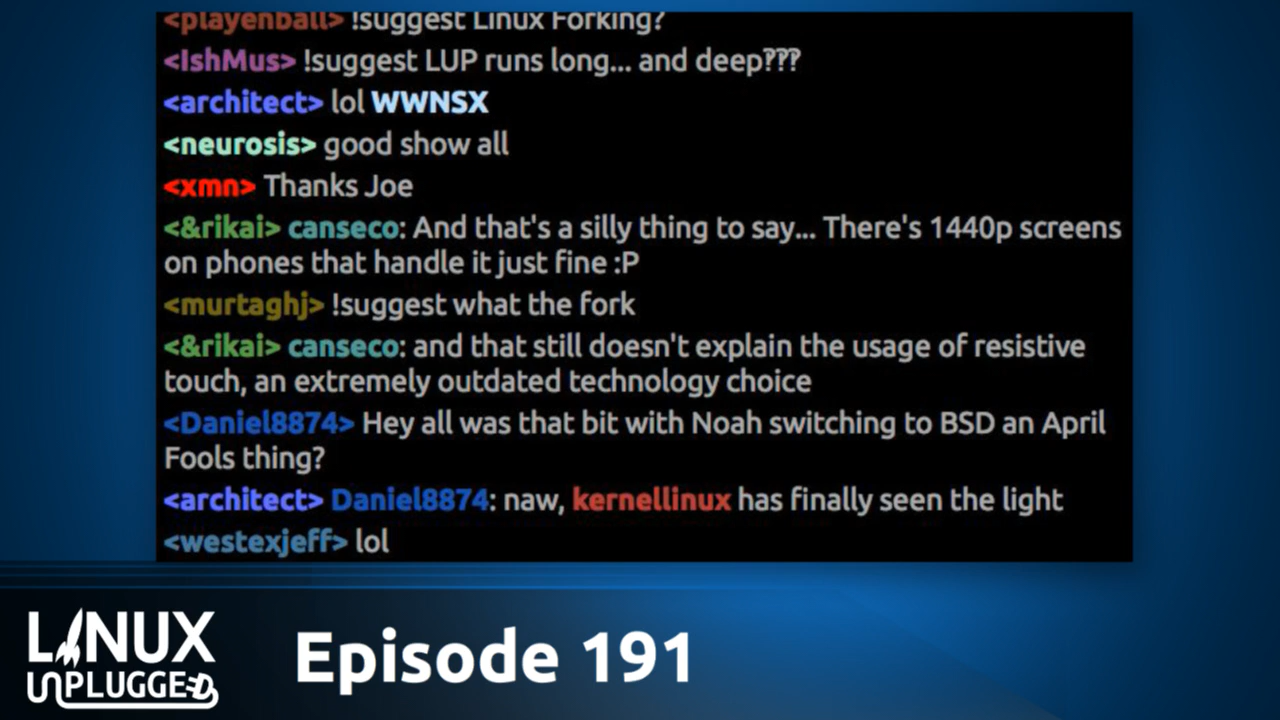 <playenball> !suggest Linux Forking?
<IshMus> !suggest LUP runs long... and deep???
<architect> lol WWNSX
<neurosis> good show all
<xmn> Thanks Joe
<&rikai> canseco: And that's a silly thing to say... There's 1440p screens
on phones that handle it just fine :P
<murtaghj> !suggest what the fork
<&rikai> canseco: and that still doesn't explain the usage of resistive
touch, an extremely outdated technology choice
<Daniel8874> Hey all was that bit with Noah switching to BSD an April
Fools thing?
<architect> Daniel8874: naw, kernellinux has finally seen the light
<westexjeff> lol
LINUX
UNPLUGGED
Episode 191